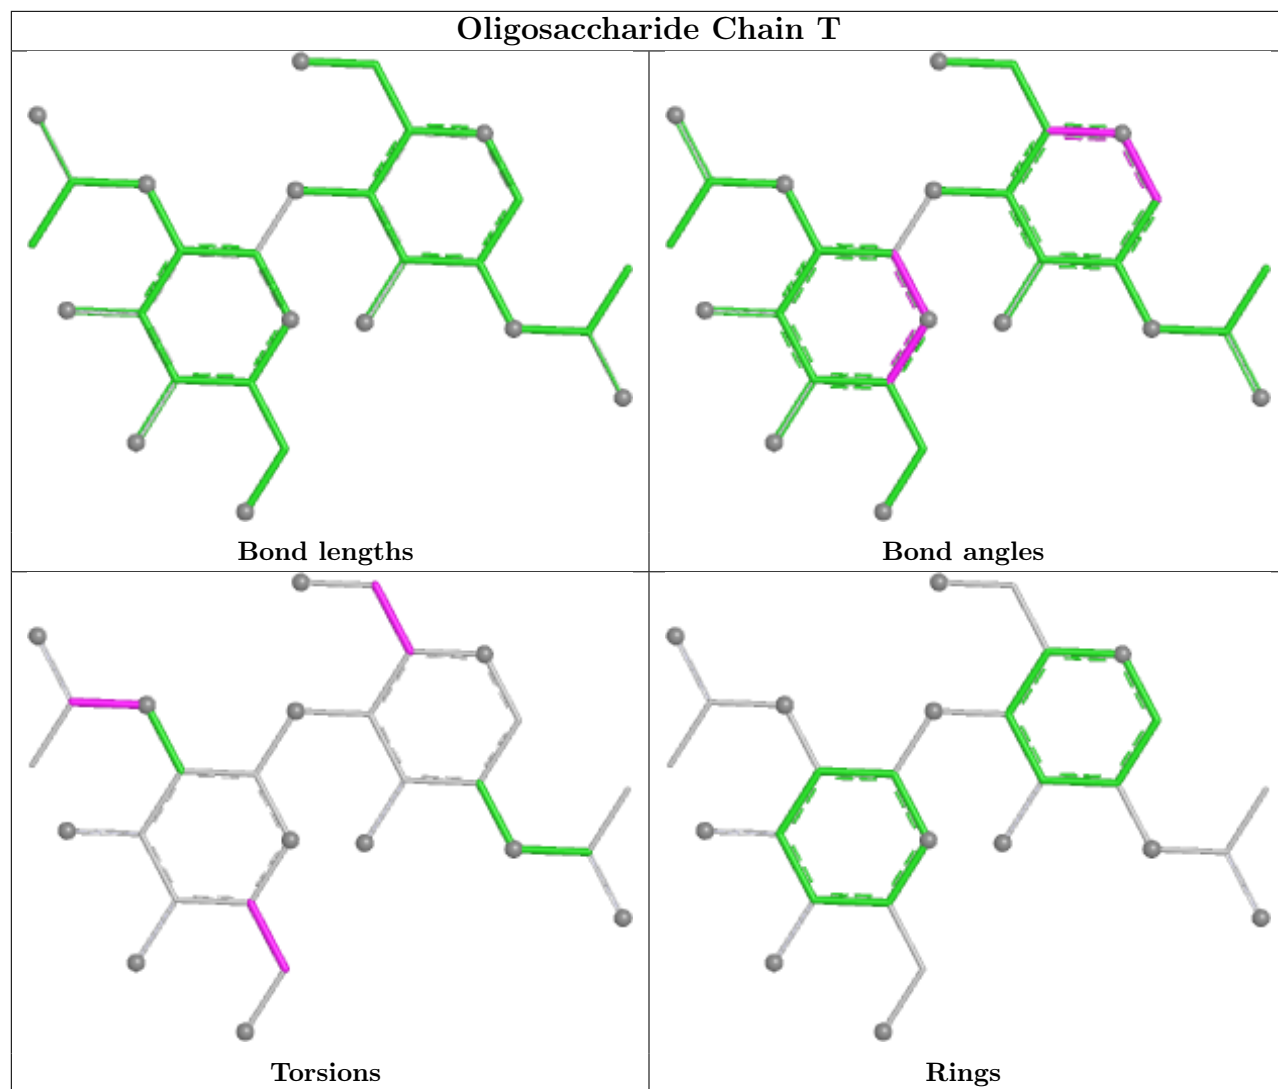 Oligosaccharide Chain T
Bond lengths
Bond angles
Torsions
Rings